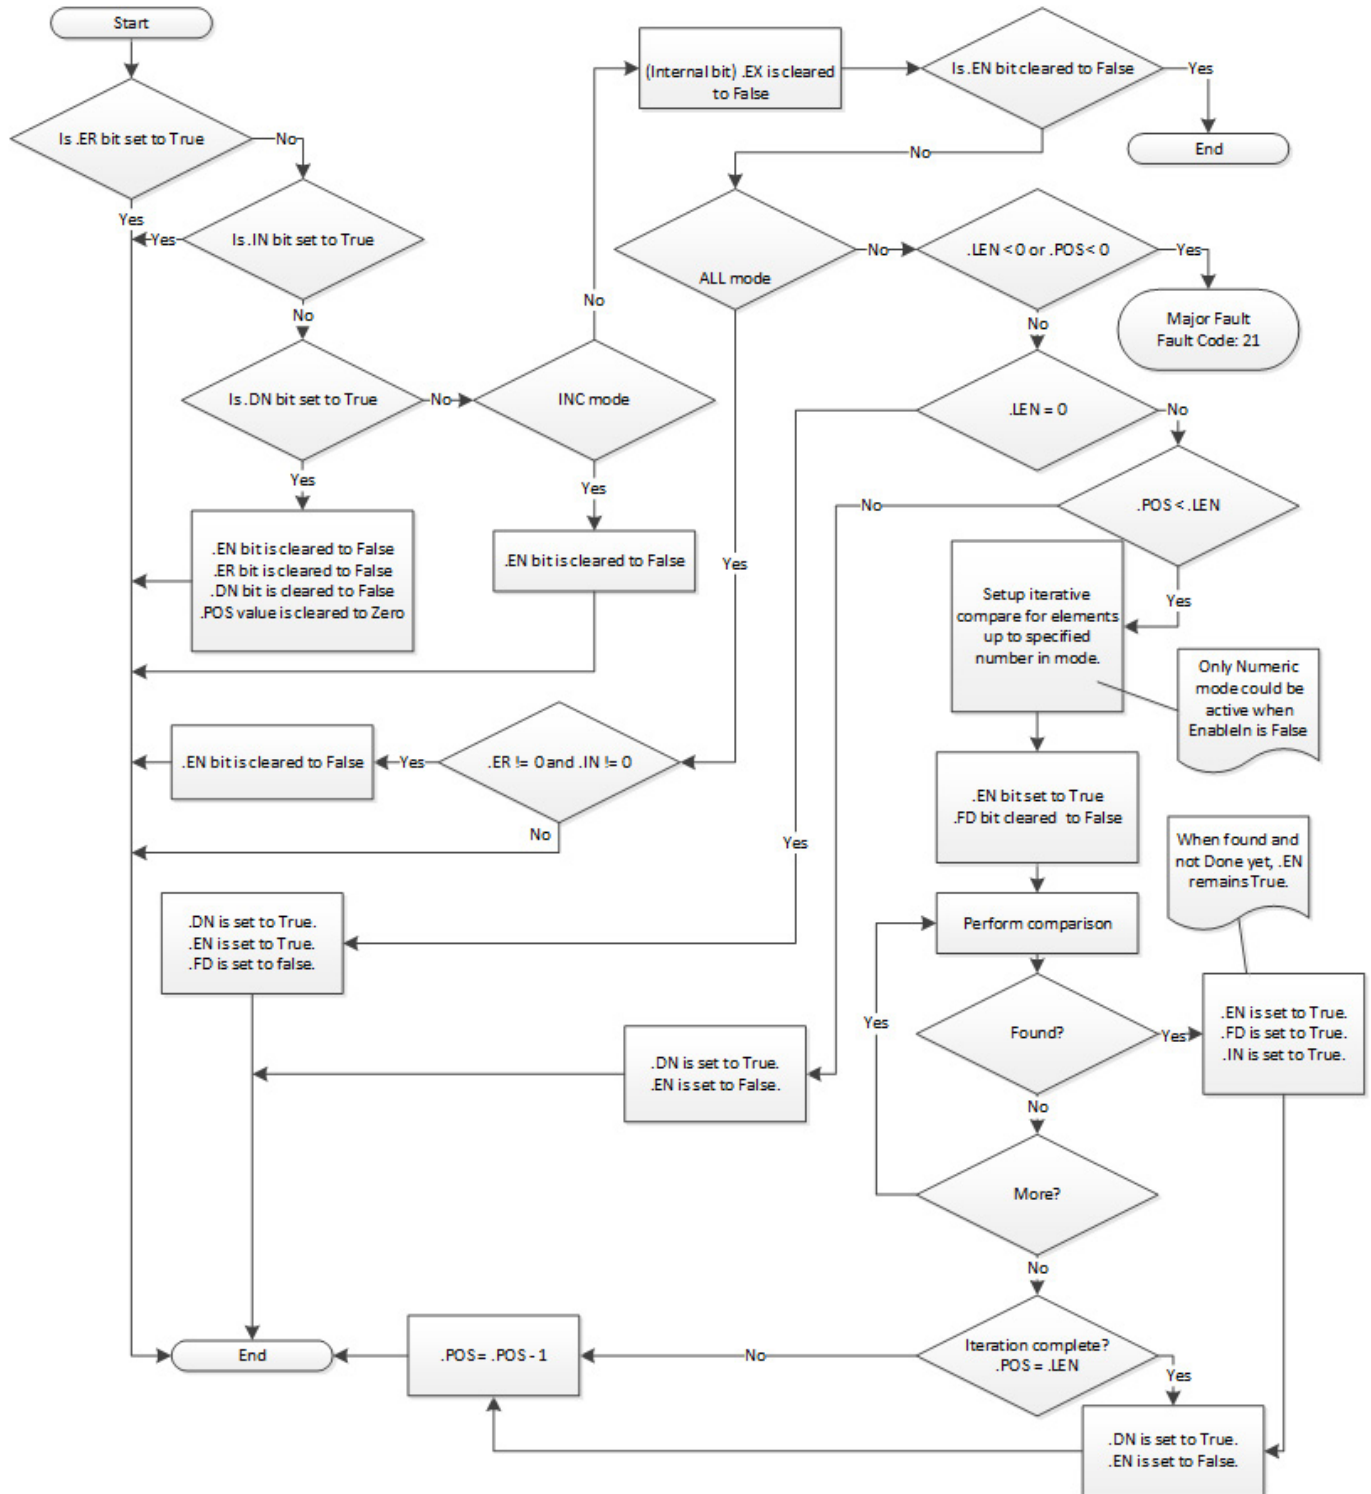 Start
Is .ER bit set to True
No
Yes
Is .IN bit set to True
Yes
No
Is .DN bit set to True
No
Yes
.EN bit is cleared to False
.ER bit is cleared to False
.DN bit is cleared to False
.POS value is cleared to Zero
INC mode
No
Yes
.EN bit is cleared to False
(Internal bit) .EX is cleared
to False
Is .EN bit cleared to False
Yes
End
No
ALL mode
No
Yes
.LEN < 0 or .POS < 0
Yes
Major Fault
Fault Code: 21
No
.LEN = 0
No
Yes
.POS < .LEN
No
Yes
Setup iterative
compare for elements
up to specified
number in mode.
Only Numeric
mode could be
active when
EnableIn is False
.ER != 0 and .IN != 0
Yes
.EN bit is cleared to False
No
.EN bit set to True
.FD bit cleared to False
When found and
not Done yet, .EN
remains True.
.DN is set to True.
.EN is set to True.
.FD is set to false.
Perform comparison
Found?
Yes
.EN is set to True.
.FD is set to True.
.IN is set to True.
Yes
.DN is set to True.
.EN is set to False.
No
More?
No
Iteration complete?
.POS = .LEN
No
Yes
.POS = .POS - 1
End
.DN is set to True.
.EN is set to False.